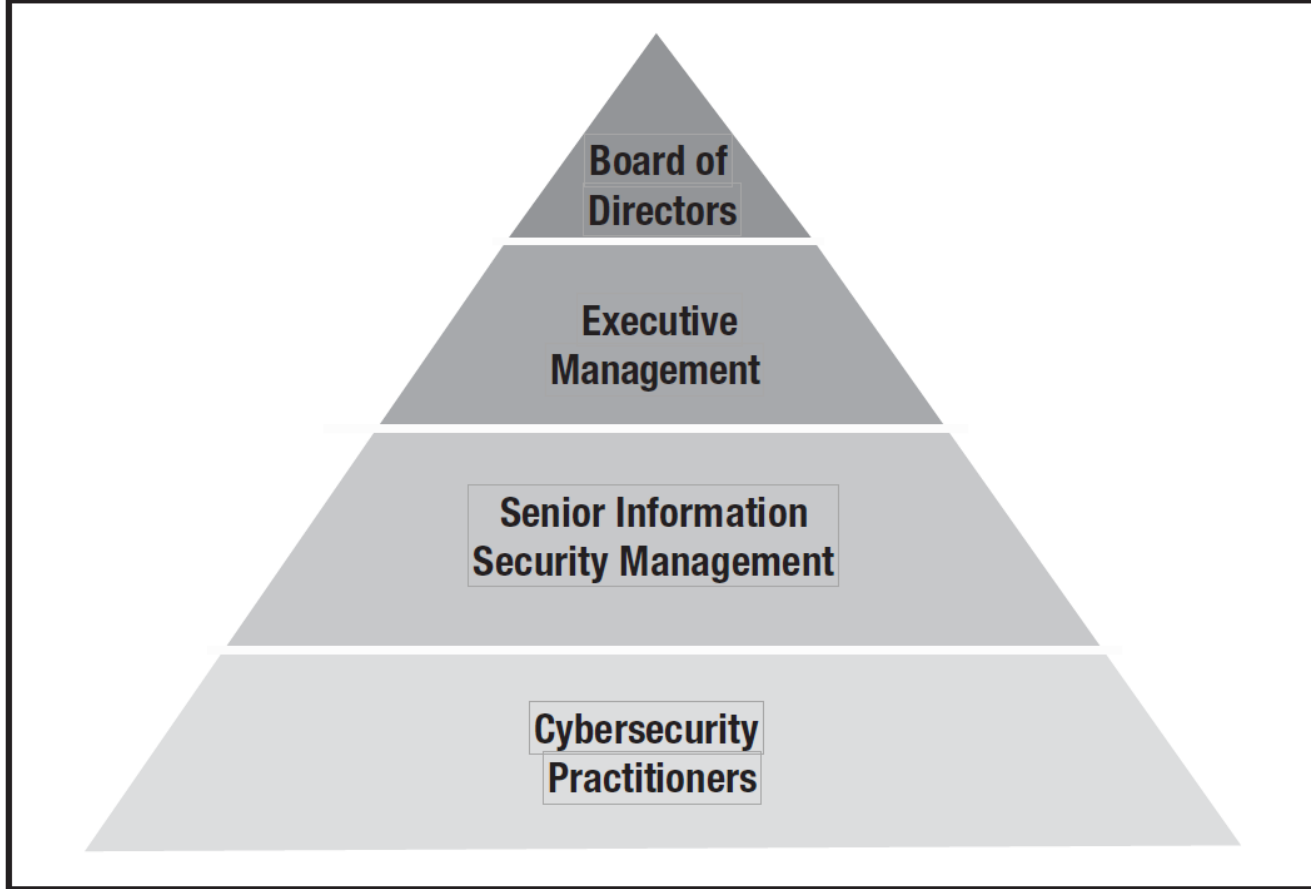 Board of
Directors
Executive
Management
Senior Information
Security Management
Cybersecurity
Practitioners